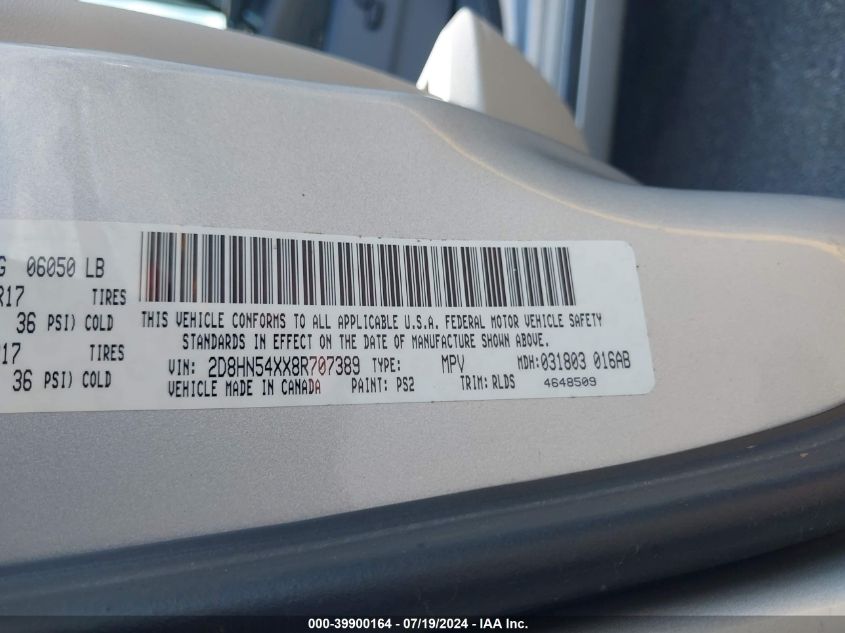 G 06050 LB
R17 TIRES
36 PSI) COLD
R17
36 PSI) COLD
THIS VEHICLE CONFORMS TO ALL APPLICABLE U.S.A. FEDERAL MOTOR VEHICLE SAFETY
STANDARDS IN EFFECT ON THE DATE OF MANUFACTURE SHOWN ABOVE.
VIN: 2D8HN54XX8R707389 TYPE: MPV MDH: 031803 016AB
VEHICLE MADE IN CANADA PAINT: PS2 TRIM: RLDS 4648509
000-39900164 - 07/19/2024 - IAA Inc.